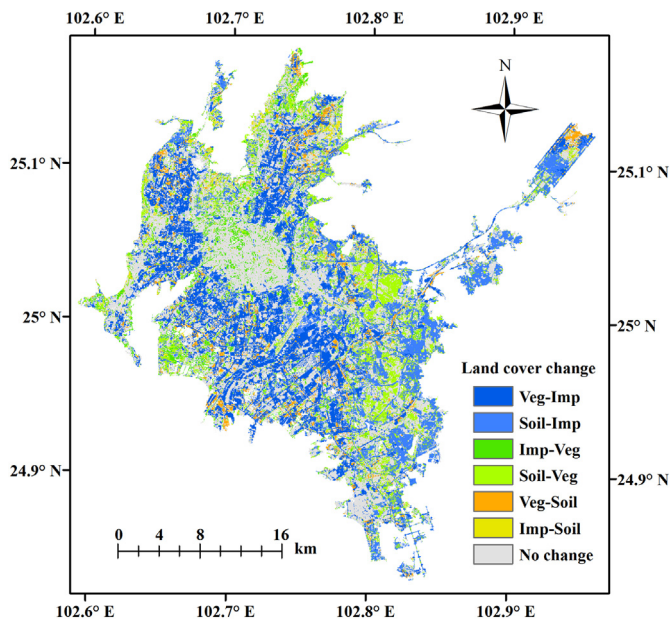 102.6° E 102.7° E 102.8° E 102.9° E
N
25.1° N 25.1° N
25° N 25° N
24.9° N 24.9° N
Land cover change
Veg-Imp
Soil-Imp
Imp-Veg
Soil-Veg
Veg-Soil
Imp-Soil
No change
0 4 8 12 16
km
102.6° E 102.7° E 102.8° E 102.9° E